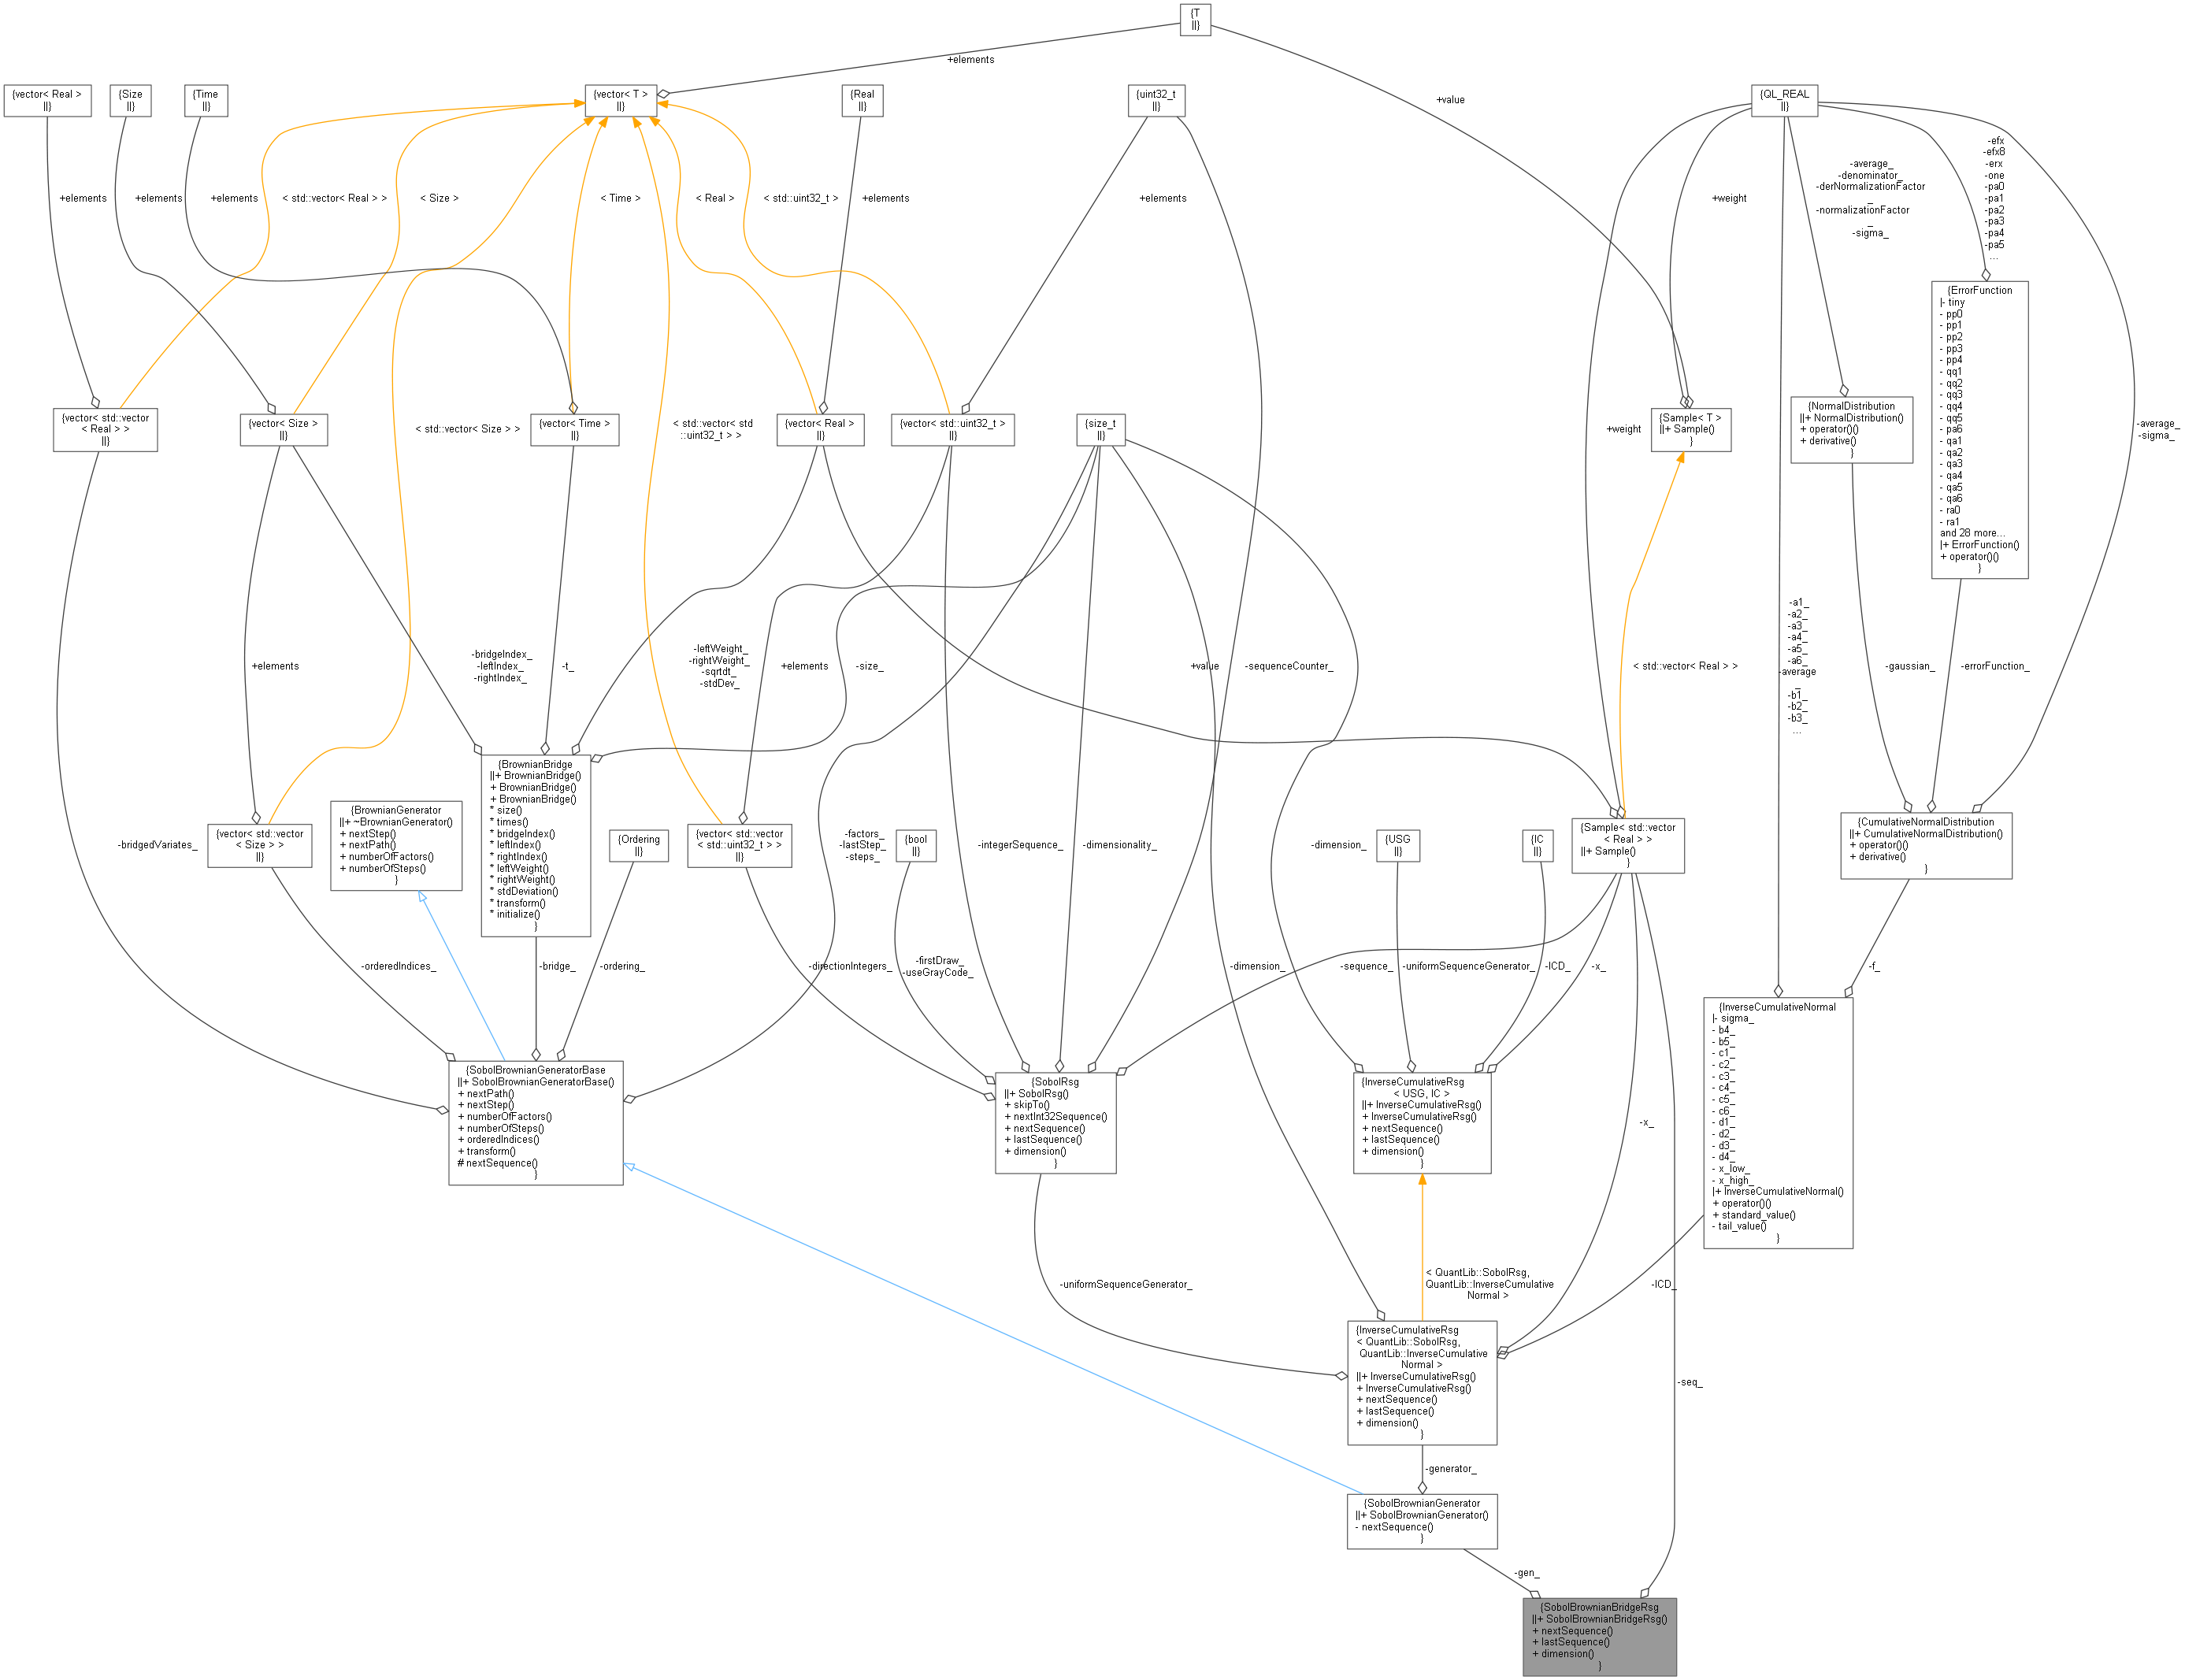 {T
||}
+elements
{vector< Real >
||}
{Size
||}
{Time
||}
{vector< T >
||}
{Real
||}
{uint32_t
||}
+value
{QL_REAL
||}
-efx
-efx8
-erx
-one
-pa0
-pa1
-pa2
-pa3
-pa4
-pa5
...
+elements
+elements
+elements
< std::vector< Real > >
< Size >
< Time >
< Real >
+elements
< std::uint32_t >
+elements
+weight
-average_
-denominator_
-derNormalizationFactor
_
-normalizationFactor
_
-sigma_
{ErrorFunction
|- tiny
- pp0
- pp1
- pp2
- pp3
- pp4
- qq1
- qq2
- qq3
- qq4
- qq5
- pa6
- qa1
- qa2
- qa3
- qa4
- qa5
- qa6
- ra0
- ra1
and 28 more...
|+ ErrorFunction()
+ operator()()
}
{vector< std::vector
< Real > >
||}
{vector< Size >
||}
< std::vector< Size > >
{vector< Time >
||}
< std::vector< std
::uint32_t > >
{vector< Real >
||}
{vector< std::uint32_t >
||}
{size_t
||}
+weight
{Sample< T >
||+ Sample()
}
{NormalDistribution
||+ NormalDistribution()
+ operator()()
+ derivative()
}
-average_
-sigma_
+elements
-bridgeIndex_
-leftIndex_
-rightIndex_
-t_
-leftWeight_
-rightWeight_
-sqrtdt_
-stdDev_
+elements
-size_
+value
-sequenceCounter_
< std::vector< Real > >
-a1_
-a2_
-a3_
-a4_
-a5_
-a6_
-average
_
-b1_
-b2_
-b3_
...
-gaussian_
-errorFunction_
{BrownianBridge
||+ BrownianBridge()
+ BrownianBridge()
+ BrownianBridge()
* size()
* times()
* bridgeIndex()
* leftIndex()
* rightIndex()
* leftWeight()
* rightWeight()
* stdDeviation()
* transform()
* initialize()
}
-bridgedVariates_
{vector< std::vector
< Size > >
||}
{BrownianGenerator
||+ ~BrownianGenerator()
+ nextStep()
+ nextPath()
+ numberOfFactors()
+ numberOfSteps()
}
{Ordering
||}
{vector< std::vector
< std::uint32_t > >
||}
-factors_
-lastStep_
-steps_
{bool
||}
-integerSequence_
-dimensionality_
-dimension_
{USG
||}
{IC
||}
{Sample< std::vector
< Real > >
||+ Sample()
}
{CumulativeNormalDistribution
||+ CumulativeNormalDistribution()
+ operator()()
+ derivative()
}
-orderedIndices_
-bridge_
-ordering_
-directionIntegers_
-firstDraw_
-useGrayCode_
-dimension_
-sequence_
-uniformSequenceGenerator_
-ICD_
-x_
-f_
{SobolBrownianGeneratorBase
||+ SobolBrownianGeneratorBase()
+ nextPath()
+ nextStep()
+ numberOfFactors()
+ numberOfSteps()
+ orderedIndices()
+ transform()
# nextSequence()
}
{SobolRsg
||+ SobolRsg()
+ skipTo()
+ nextInt32Sequence()
+ nextSequence()
+ lastSequence()
+ dimension()
}
{InverseCumulativeRsg
< USG, IC >
||+ InverseCumulativeRsg()
+ InverseCumulativeRsg()
+ nextSequence()
+ lastSequence()
+ dimension()
}
-x_
{InverseCumulativeNormal
|- sigma_
- b4_
- b5_
- c1_
- c2_
- c3_
- c4_
- c5_
- c6_
- d1_
- d2_
- d3_
- d4_
- x_low_
- x_high_
|+ InverseCumulativeNormal()
+ operator()()
+ standard_value()
- tail_value()
}
-uniformSequenceGenerator_
< QuantLib::SobolRsg,
QuantLib::InverseCumulative
Normal >
-ICD_
{InverseCumulativeRsg
< QuantLib::SobolRsg,
QuantLib::InverseCumulative
Normal >
||+ InverseCumulativeRsg()
+ InverseCumulativeRsg()
+ nextSequence()
+ lastSequence()
+ dimension()
}
-seq_
-generator_
{SobolBrownianGenerator
||+ SobolBrownianGenerator()
- nextSequence()
}
-gen_
{SobolBrownianBridgeRsg
||+ SobolBrownianBridgeRsg()
+ nextSequence()
+ lastSequence()
+ dimension()
}